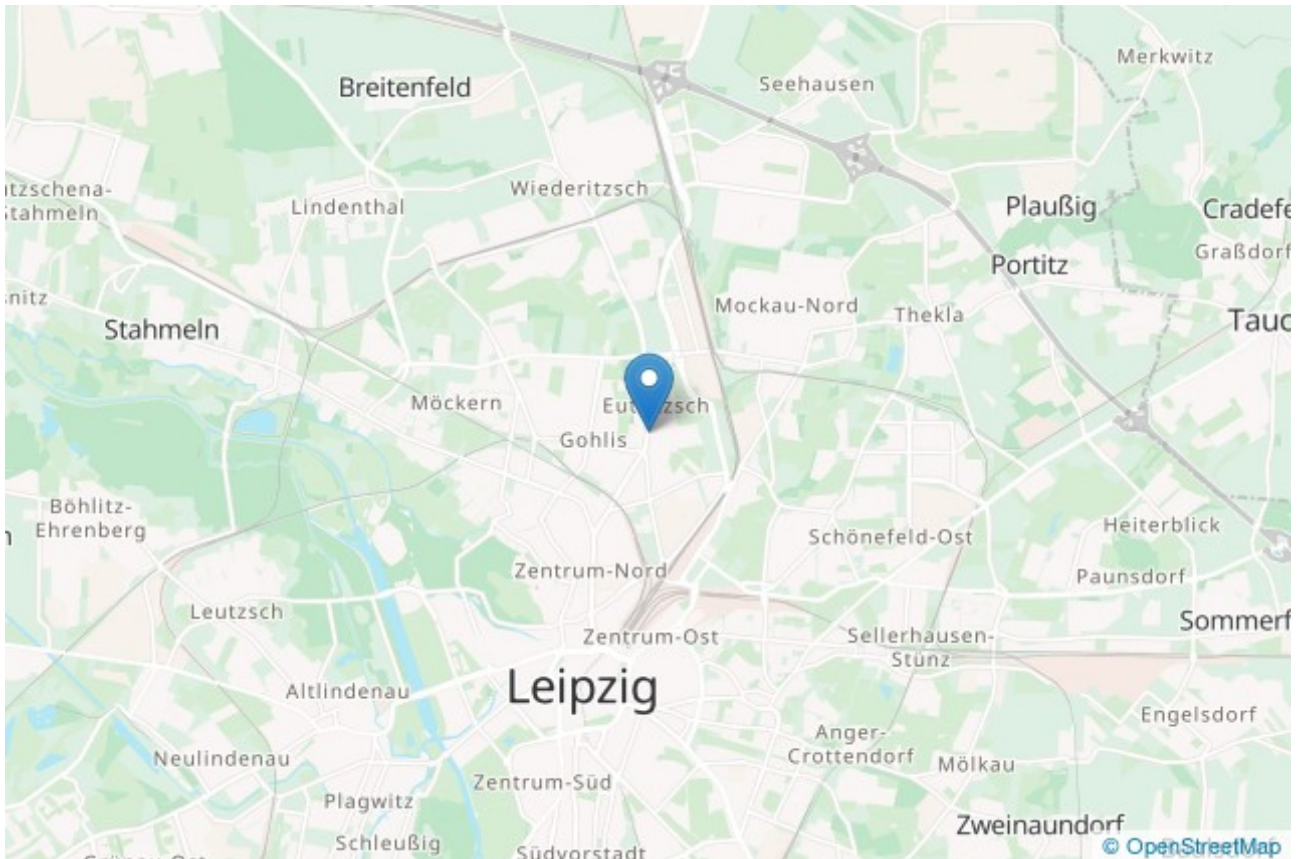 Merkwitz
Seehausen
Breitenfeld
Wiederitzsch
Lindenthal
Stahmeln
Plaußig
Graßdorf
Portitz
Mockau-Nord
Thekla
Stahmeln
Möckern
Gohlis
Böhlitz-
Ehrenberg
Heiterblick
Schönefeld-Ost
Zentrum-Nord
Paunsdorf
Leutzsch
Zentrum-Ost
Sellerhausen-
Stünz
Leipzig
Altlindenau
Engelsdorf
Anger-
Crottendorf
Neulindenau
Mölkau
Zentrum-Süd
Plagwitz
Zweinaundorf
Schleußig
Südvorstadt
© OpenStreetMap